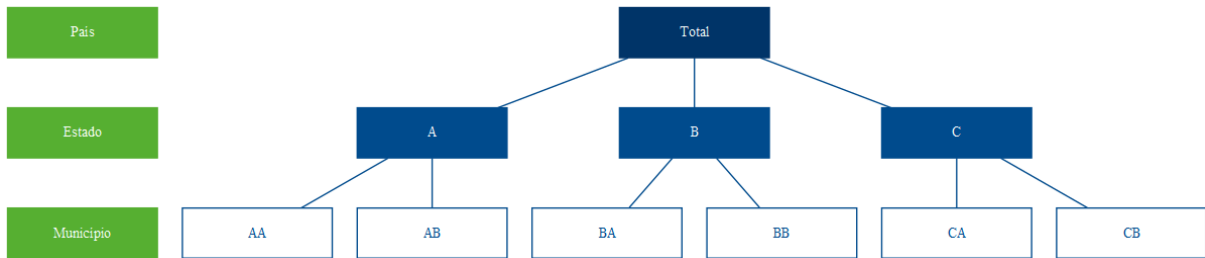 Pais
Total
Estado
A
B
C
Municipio
AA
AB
BA
BB
CA
CB